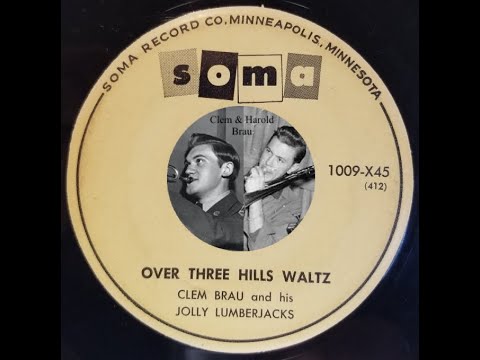 SOMA RECORD CO. MINNEAPOLIS, MINNESOTA
soma
Clem & Harold
Brau
1009-X45
(412)
OVER THREE HILLS WALTZ
CLEM BRAU and his
JOLLY LUMBERJACKS